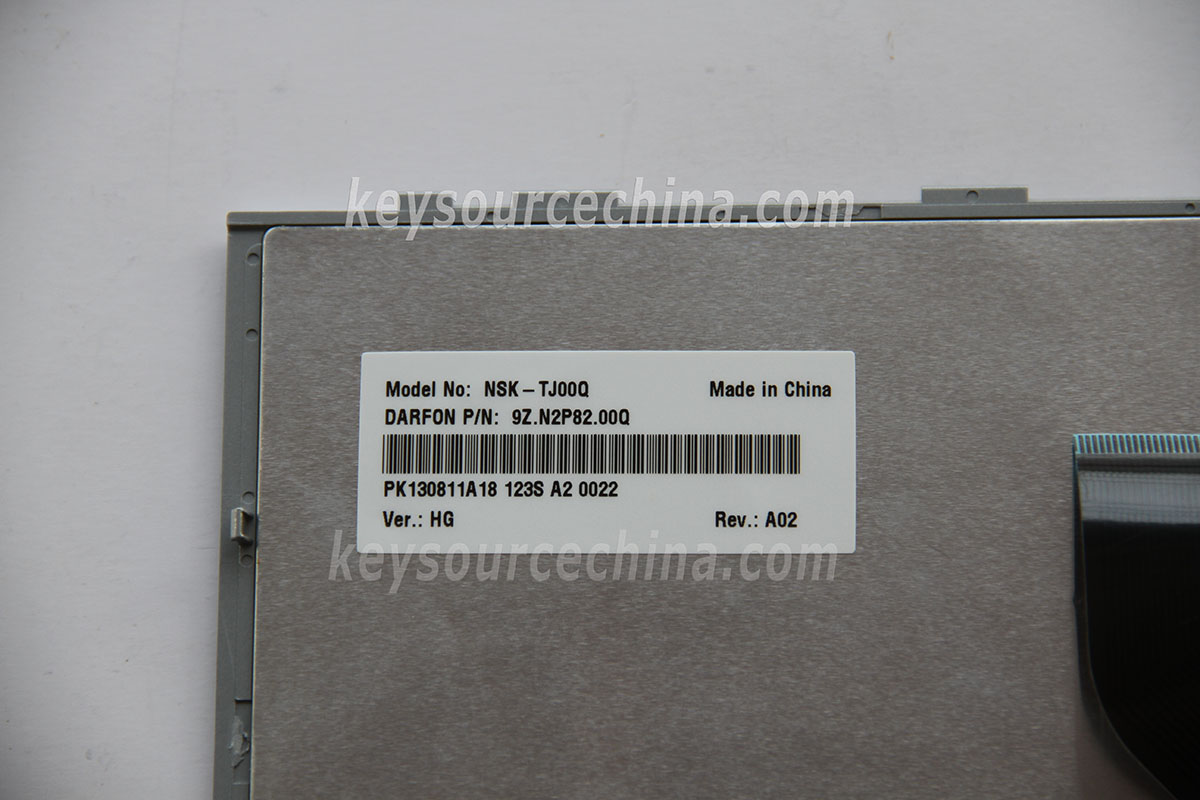 keysourcechina.com
Model No: NSK-TJ00Q Made in China
DARFON P/N: 9Z.N2P82.00Q
PK130811A18 123S A2 0022
Ver.: HG Rev.: A02
keysourcechina.com